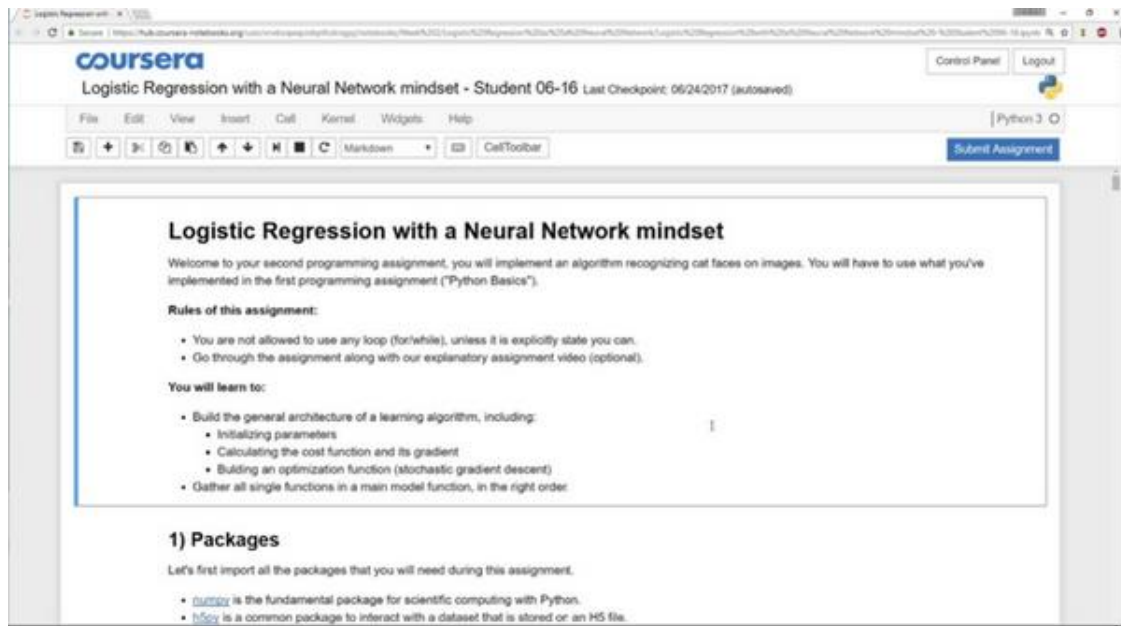 coursera
Control Panel Logout
Logistic Regression with a Neural Network mindset - Student 06-16 Last Checkpoint: 06/24/2017 (autosaved)
File Edit View Insert Cell Kernel Widgets Help
Python 3
Markdown CellToolbar
Submit Assignment
Logistic Regression with a Neural Network mindset
Welcome to your second programming assignment, you will implement an algorithm recognizing cat faces on images. You will have to use what you've
implemented in the first programming assignment ("Python Basics").
Rules of this assignment:
• You are not allowed to use any loop (for/while), unless it is explicitly state you can.
• Go through the assignment along with our explanatory assignment video (optional).
You will learn to:
• Build the general architecture of a learning algorithm, including:
• Initializing parameters
• Calculating the cost function and its gradient
• Bulding an optimization function (stochastic gradient descent)
• Gather all single functions in a main model function, in the right order.
1) Packages
Let's first import all the packages that you will need during this assignment.
• numpy is the fundamental package for scientific computing with Python.
• h5py is a common package to interact with a dataset that is stored on an H5 file.